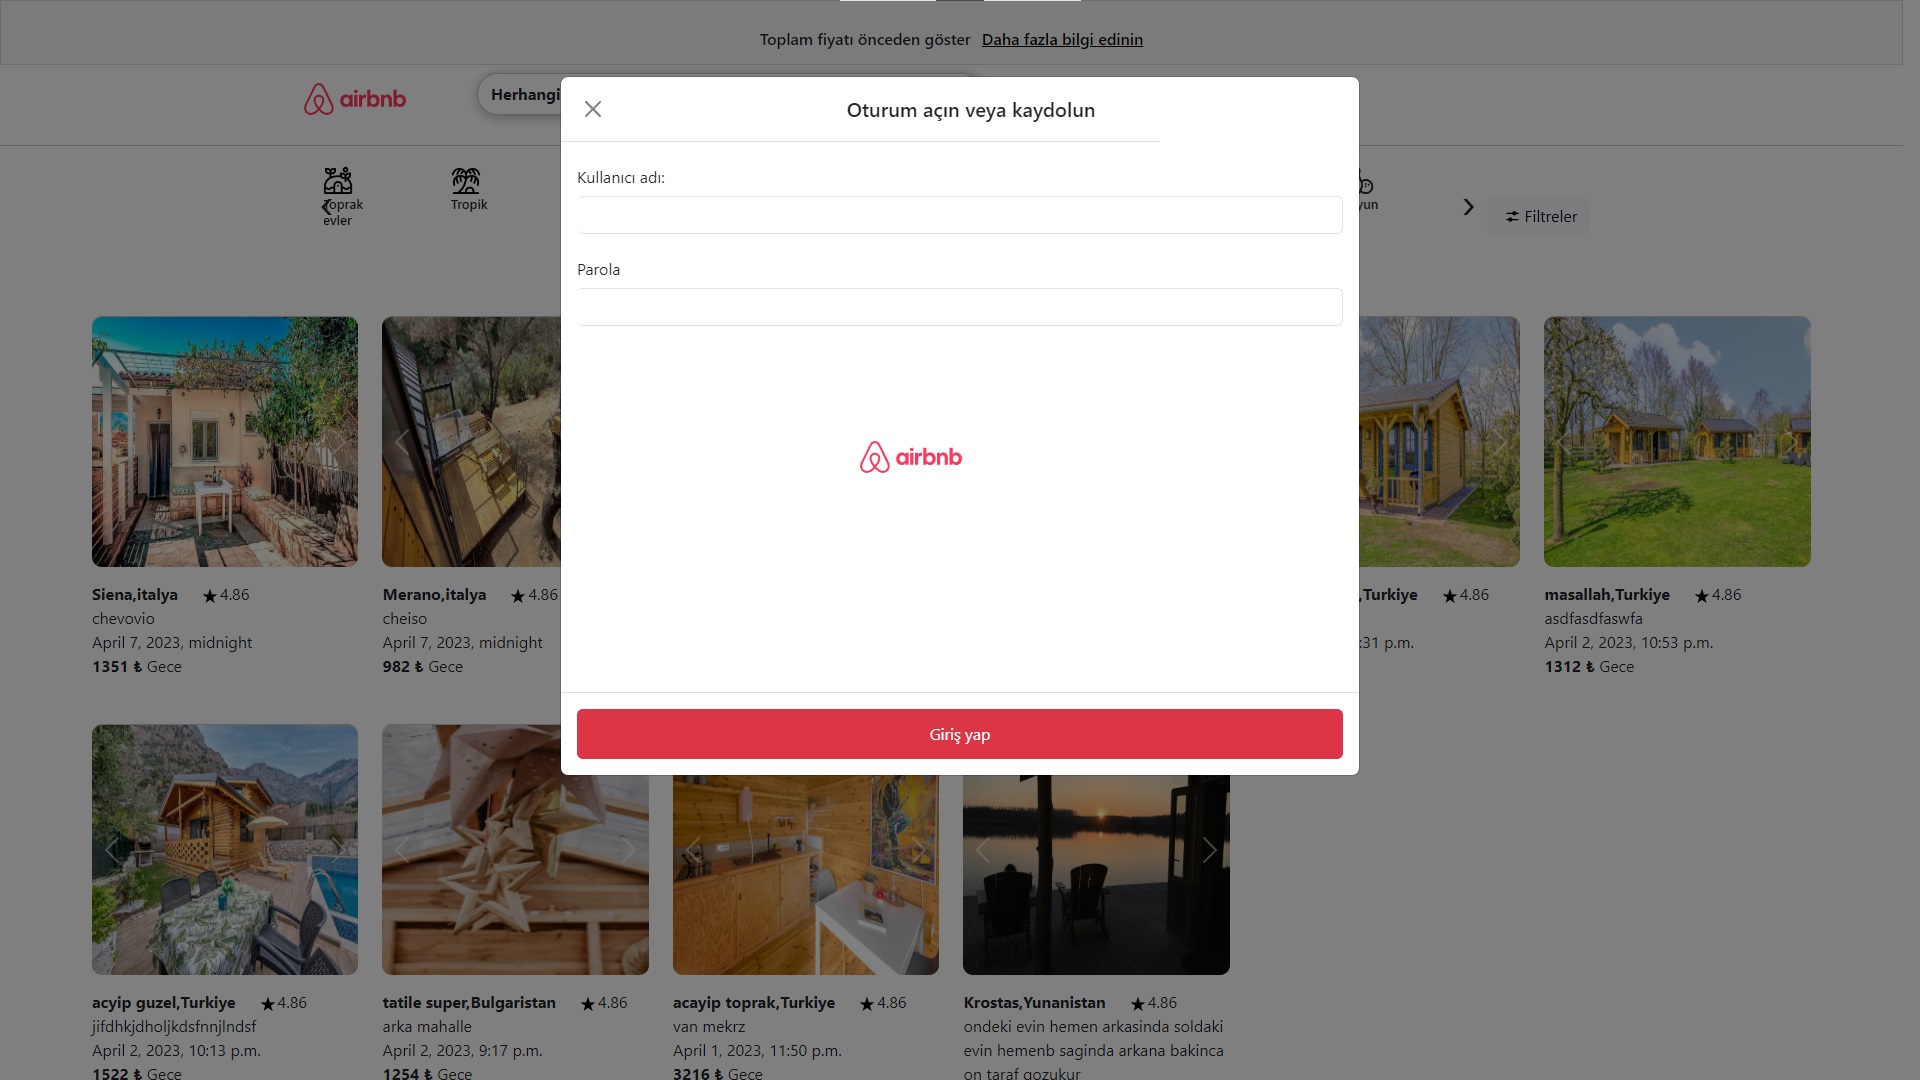 Toplam fiyatı önceden göster Daha fazla bilgi edinin
airbnb
Herhangi
Oturum açın veya kaydolun
Kullanıcı adı:
Parola
airbnb
Giriş yap
Toprak
evler
Tropik
yun
Filtreler
Siena,italya ★4.86
chevovio
April 7, 2023, midnight
1351 ₺ Gece
Merano,italya ★4.86
cheiso
April 7, 2023, midnight
982 ₺ Gece
,Turkiye ★4.86
:31 p.m.
masallah,Turkiye ★4.86
asdfasdfaswfa
April 2, 2023, 10:53 p.m.
1312 ₺ Gece
acyip guzel,Turkiye ★4.86
jifdhkjdholjkdsfnnjlndsf
April 2, 2023, 10:13 p.m.
1522 ₺ Gece
tatile super,Bulgaristan ★4.86
arka mahalle
April 2, 2023, 9:17 p.m.
1254 ₺ Gece
acayip toprak,Turkiye ★4.86
van mekrz
April 1, 2023, 11:50 p.m.
3216 ₺ Gece
Krostas,Yunanistan ★4.86
ondeki evin hemen arkasinda soldaki
evin hemenb saginda arkana bakinca
on taraf gozukur